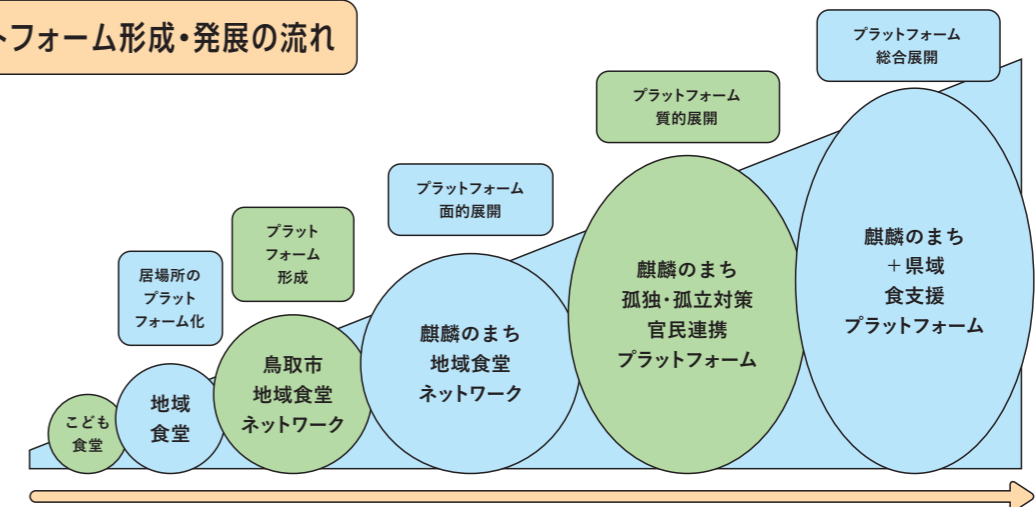 トフォーム形成・発展の流れ
プラットフォーム
総合展開
プラットフォーム
質的展開
プラットフォーム
面的展開
プラット
フォーム
形成
居場所の
プラット
フォーム化
こども
食堂
地域
食堂
鳥取市
地域食堂
ネットワーク
麒麟のまち
地域食堂
ネットワーク
麒麟のまち
孤独・孤立対策
官民連携
プラットフォーム
麒麟のまち
＋県域
食支援
プラットフォーム